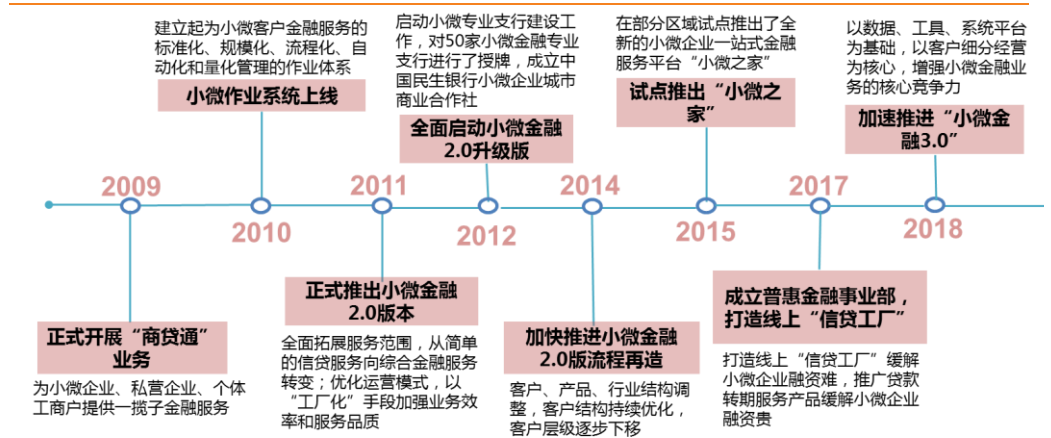 建立起为小微客户金融服务的
标准化、规模化、流程化、自
动化和量化管理的作业体系
小微作业系统上线
启动小微专业支行建设工
作，对50家小微金融专业
支行进行了授牌，成立中
国民生银行小微企业城市
商业合作社
全面启动小微金融
2.0升级版
在部分区域试点推出了全
新的小微企业一站式金融
服务平台“小微之家”
试点推出“小微之
家”
以数据、工具、系统平台
为基础，以客户细分经营
为核心，增强小微金融业
务的核心竞争力
加速推进“小微金
融3.0”
2009
2010
2011
2012
2014
2015
2017
2018
正式开展“商贷通”
业务
为小微企业、私营企业、个体
工商户提供一揽子金融服务
正式推出小微金融
2.0版本
全面拓展服务范围，从简单
的信贷服务向综合金融服务
转变；优化运营模式，以
“工厂化”手段加强业务效
率和服务品质
加快推进小微金融
2.0版流程再造
客户、产品、行业结构调
整，客户结构持续优化，
客户层级逐步下移
成立普惠金融事业部，
打造线上“信贷工厂”
打造线上“信贷工厂”缓解
小微企业融资难，推广贷款
转期服务产品缓解小微企业
融资贵